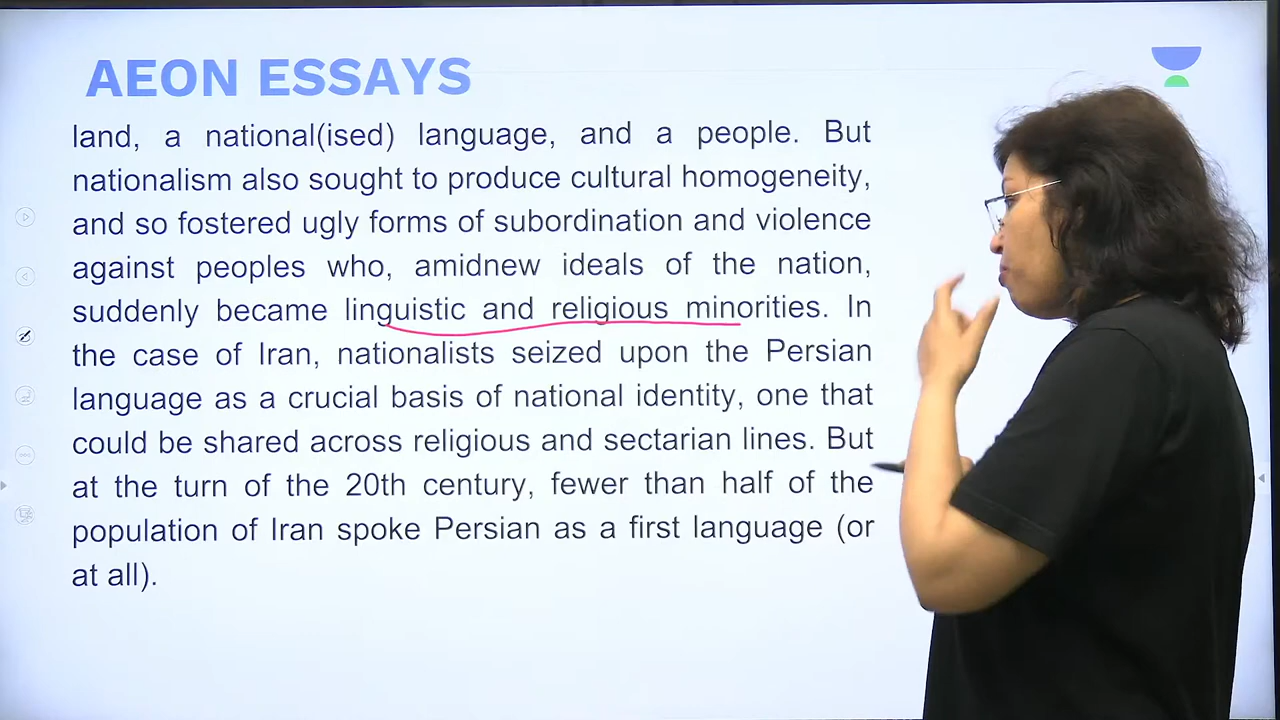 AEON ESSAYS
land, a national(ised) language, and a people. But
nationalism also sought to produce cultural homogeneity,
and so fostered ugly forms of subordination and violence
against peoples who, amidnew ideals of the nation,
suddenly became linguistic and religious minorities. In
the case of Iran, nationalists seized upon the Persian
language as a crucial basis of national identity, one that
could be shared across religious and sectarian lines. But
at the turn of the 20th century, fewer than half of the
population of Iran spoke Persian as a first language (or
at all).